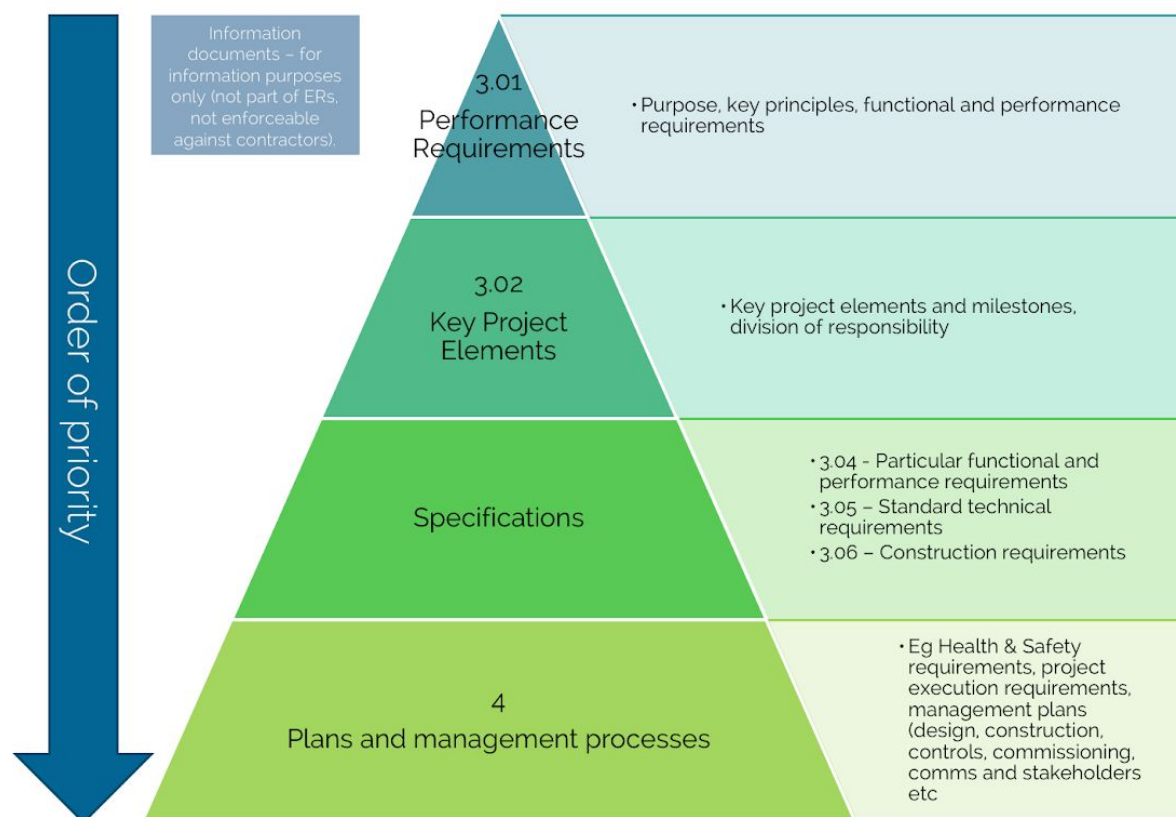 Order of priority
Information
documents – for
information purposes
only (not part of ERs,
not enforceable
against contractors).
3.01
Performance
Requirements
• Purpose, key principles, functional and performance
requirements
3.02
Key Project
Elements
• Key project elements and milestones,
division of responsibility
Specifications
• 3.04 - Particular functional and
performance requirements
• 3.05 – Standard technical
requirements
• 3.06 – Construction requirements
4
Plans and management processes
• Eg Health & Safety
requirements, project
execution requirements,
management plans
(design, construction,
controls, commissioning,
comms and stakeholders
etc